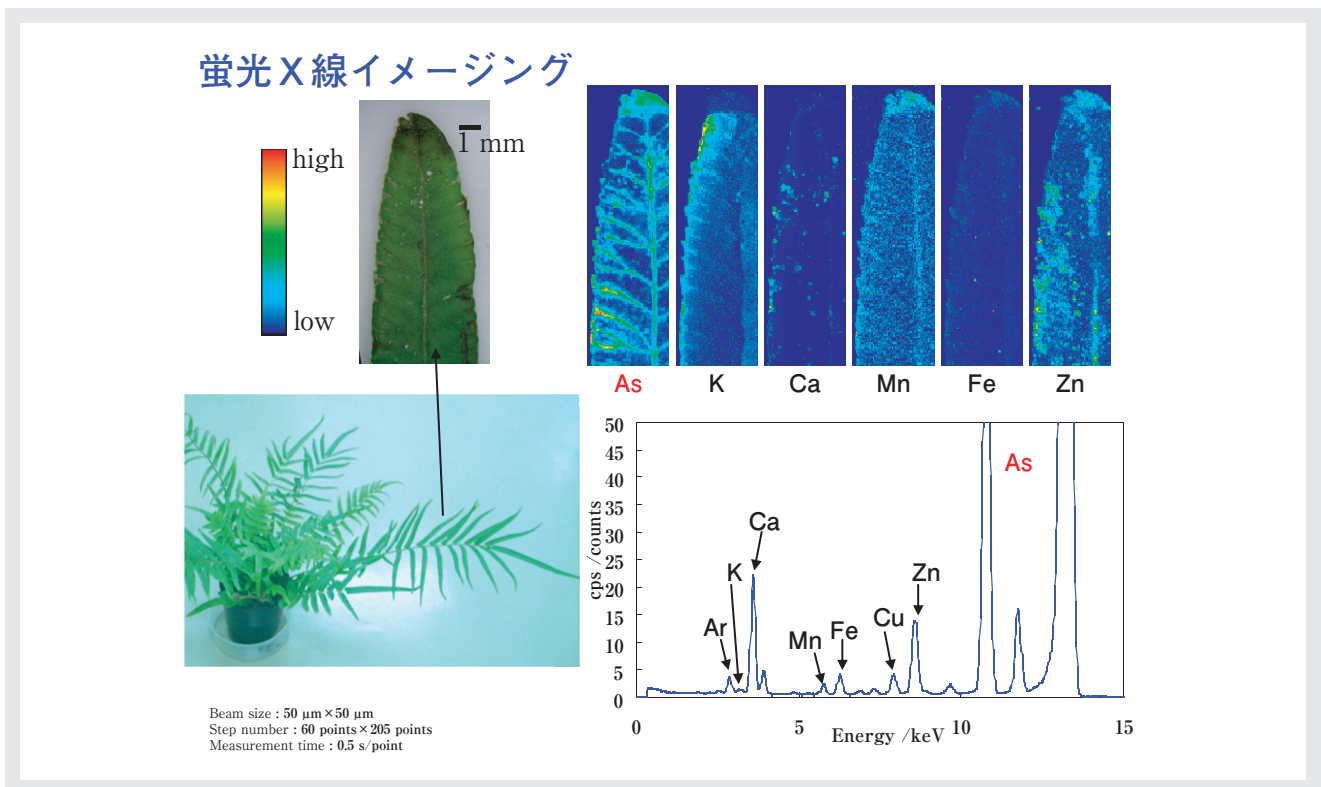 蛍光X線イメージング
1 mm
high
low
As K Ca Mn Fe Zn
50
45
40
35
30
25
20
15
10
5
0
cps /counts
As
Ca
K
Zn
Ar
Mn
Fe
Cu
0 5 10 15
Energy /keV
Beam size : 50 μm×50 μm
Step number : 60 points×205 points
Measurement time : 0.5 s/point